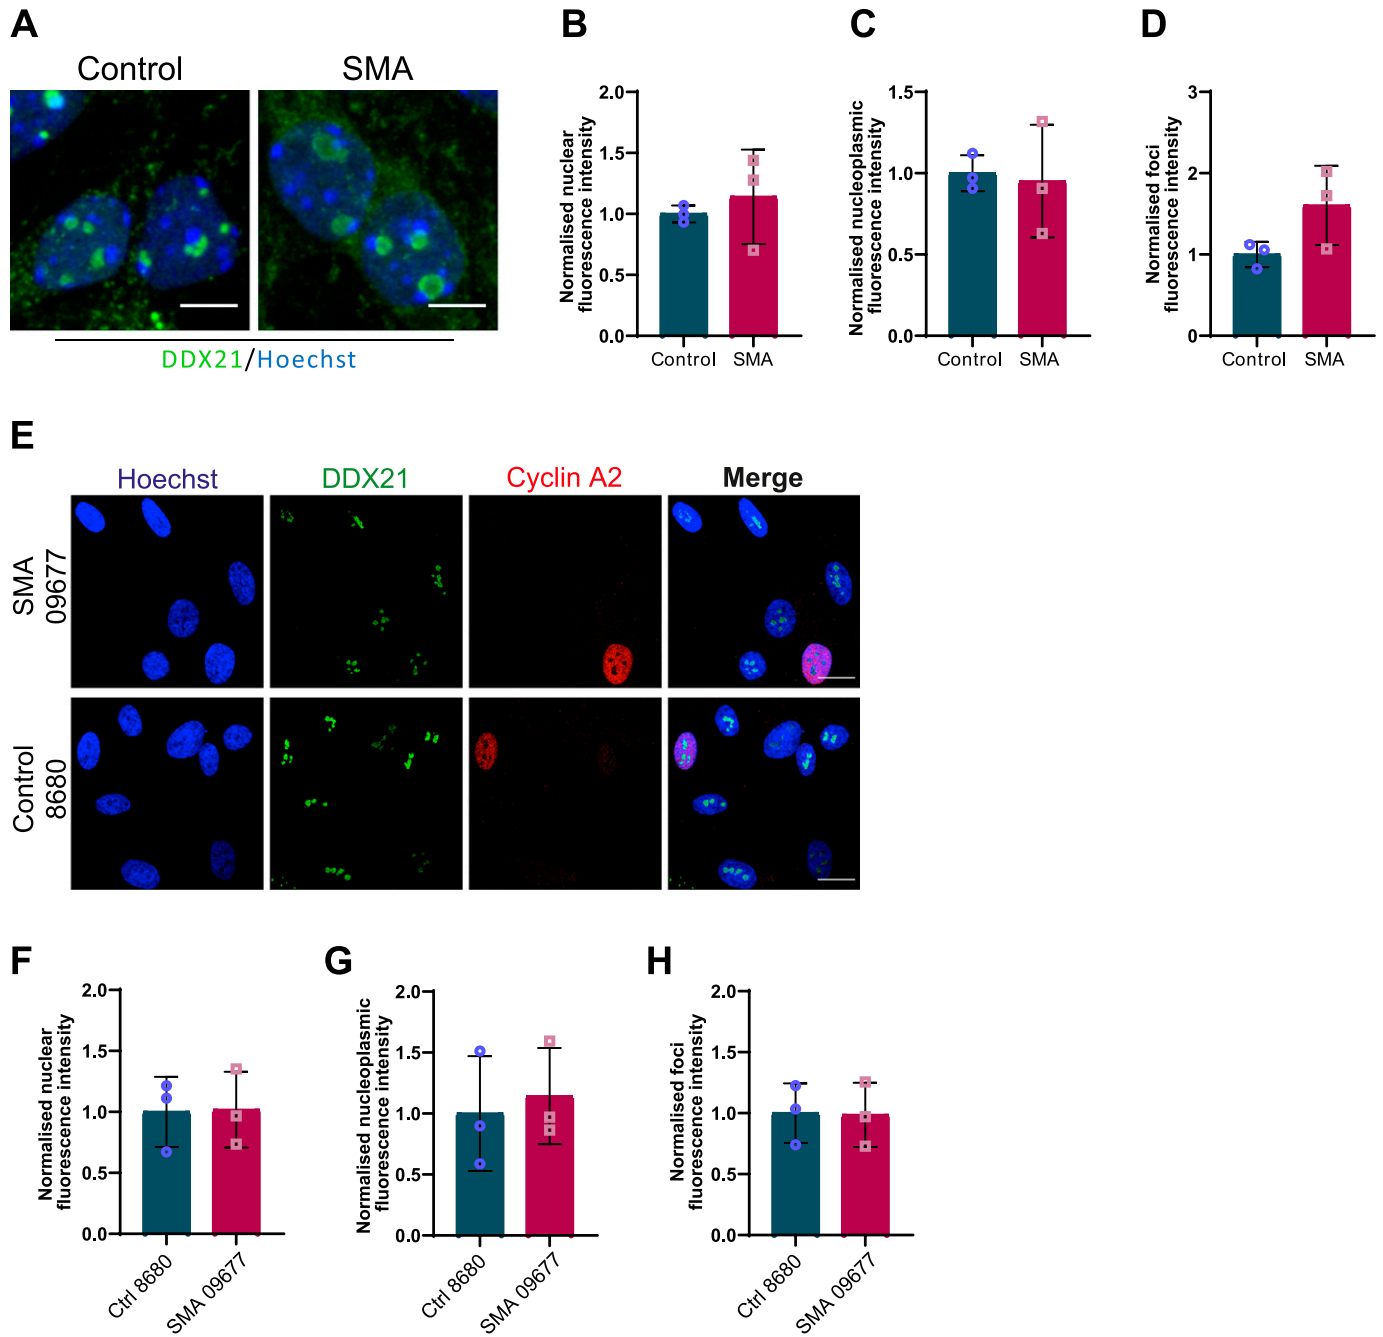 A
Control
SMA
DDX21/Hoechst
B
Normalised nuclear
fluorescence intensity
2.0
1.5
1.0
0.5
0.0
Control
SMA
C
Normalised nucleoplasmic
fluorescence intensity
1.5
1.0
0.5
0.0
Control
SMA
D
Normalised foci
fluorescence intensity
3
2
1
0
Control
SMA
E
Hoechst
DDX21
Cyclin A2
Merge
SMA
09677
Control
8680
F
Normalised nuclear
fluorescence intensity
2.0
1.5
1.0
0.5
0.0
Ctrl 8680
SMA 09677
G
Normalised nucleoplasmic
fluorescence intensity
2.0
1.5
1.0
0.5
0.0
Ctrl 8680
SMA 09677
H
Normalised foci
fluorescence intensity
2.0
1.5
1.0
0.5
0.0
Ctrl 8680
SMA 09677